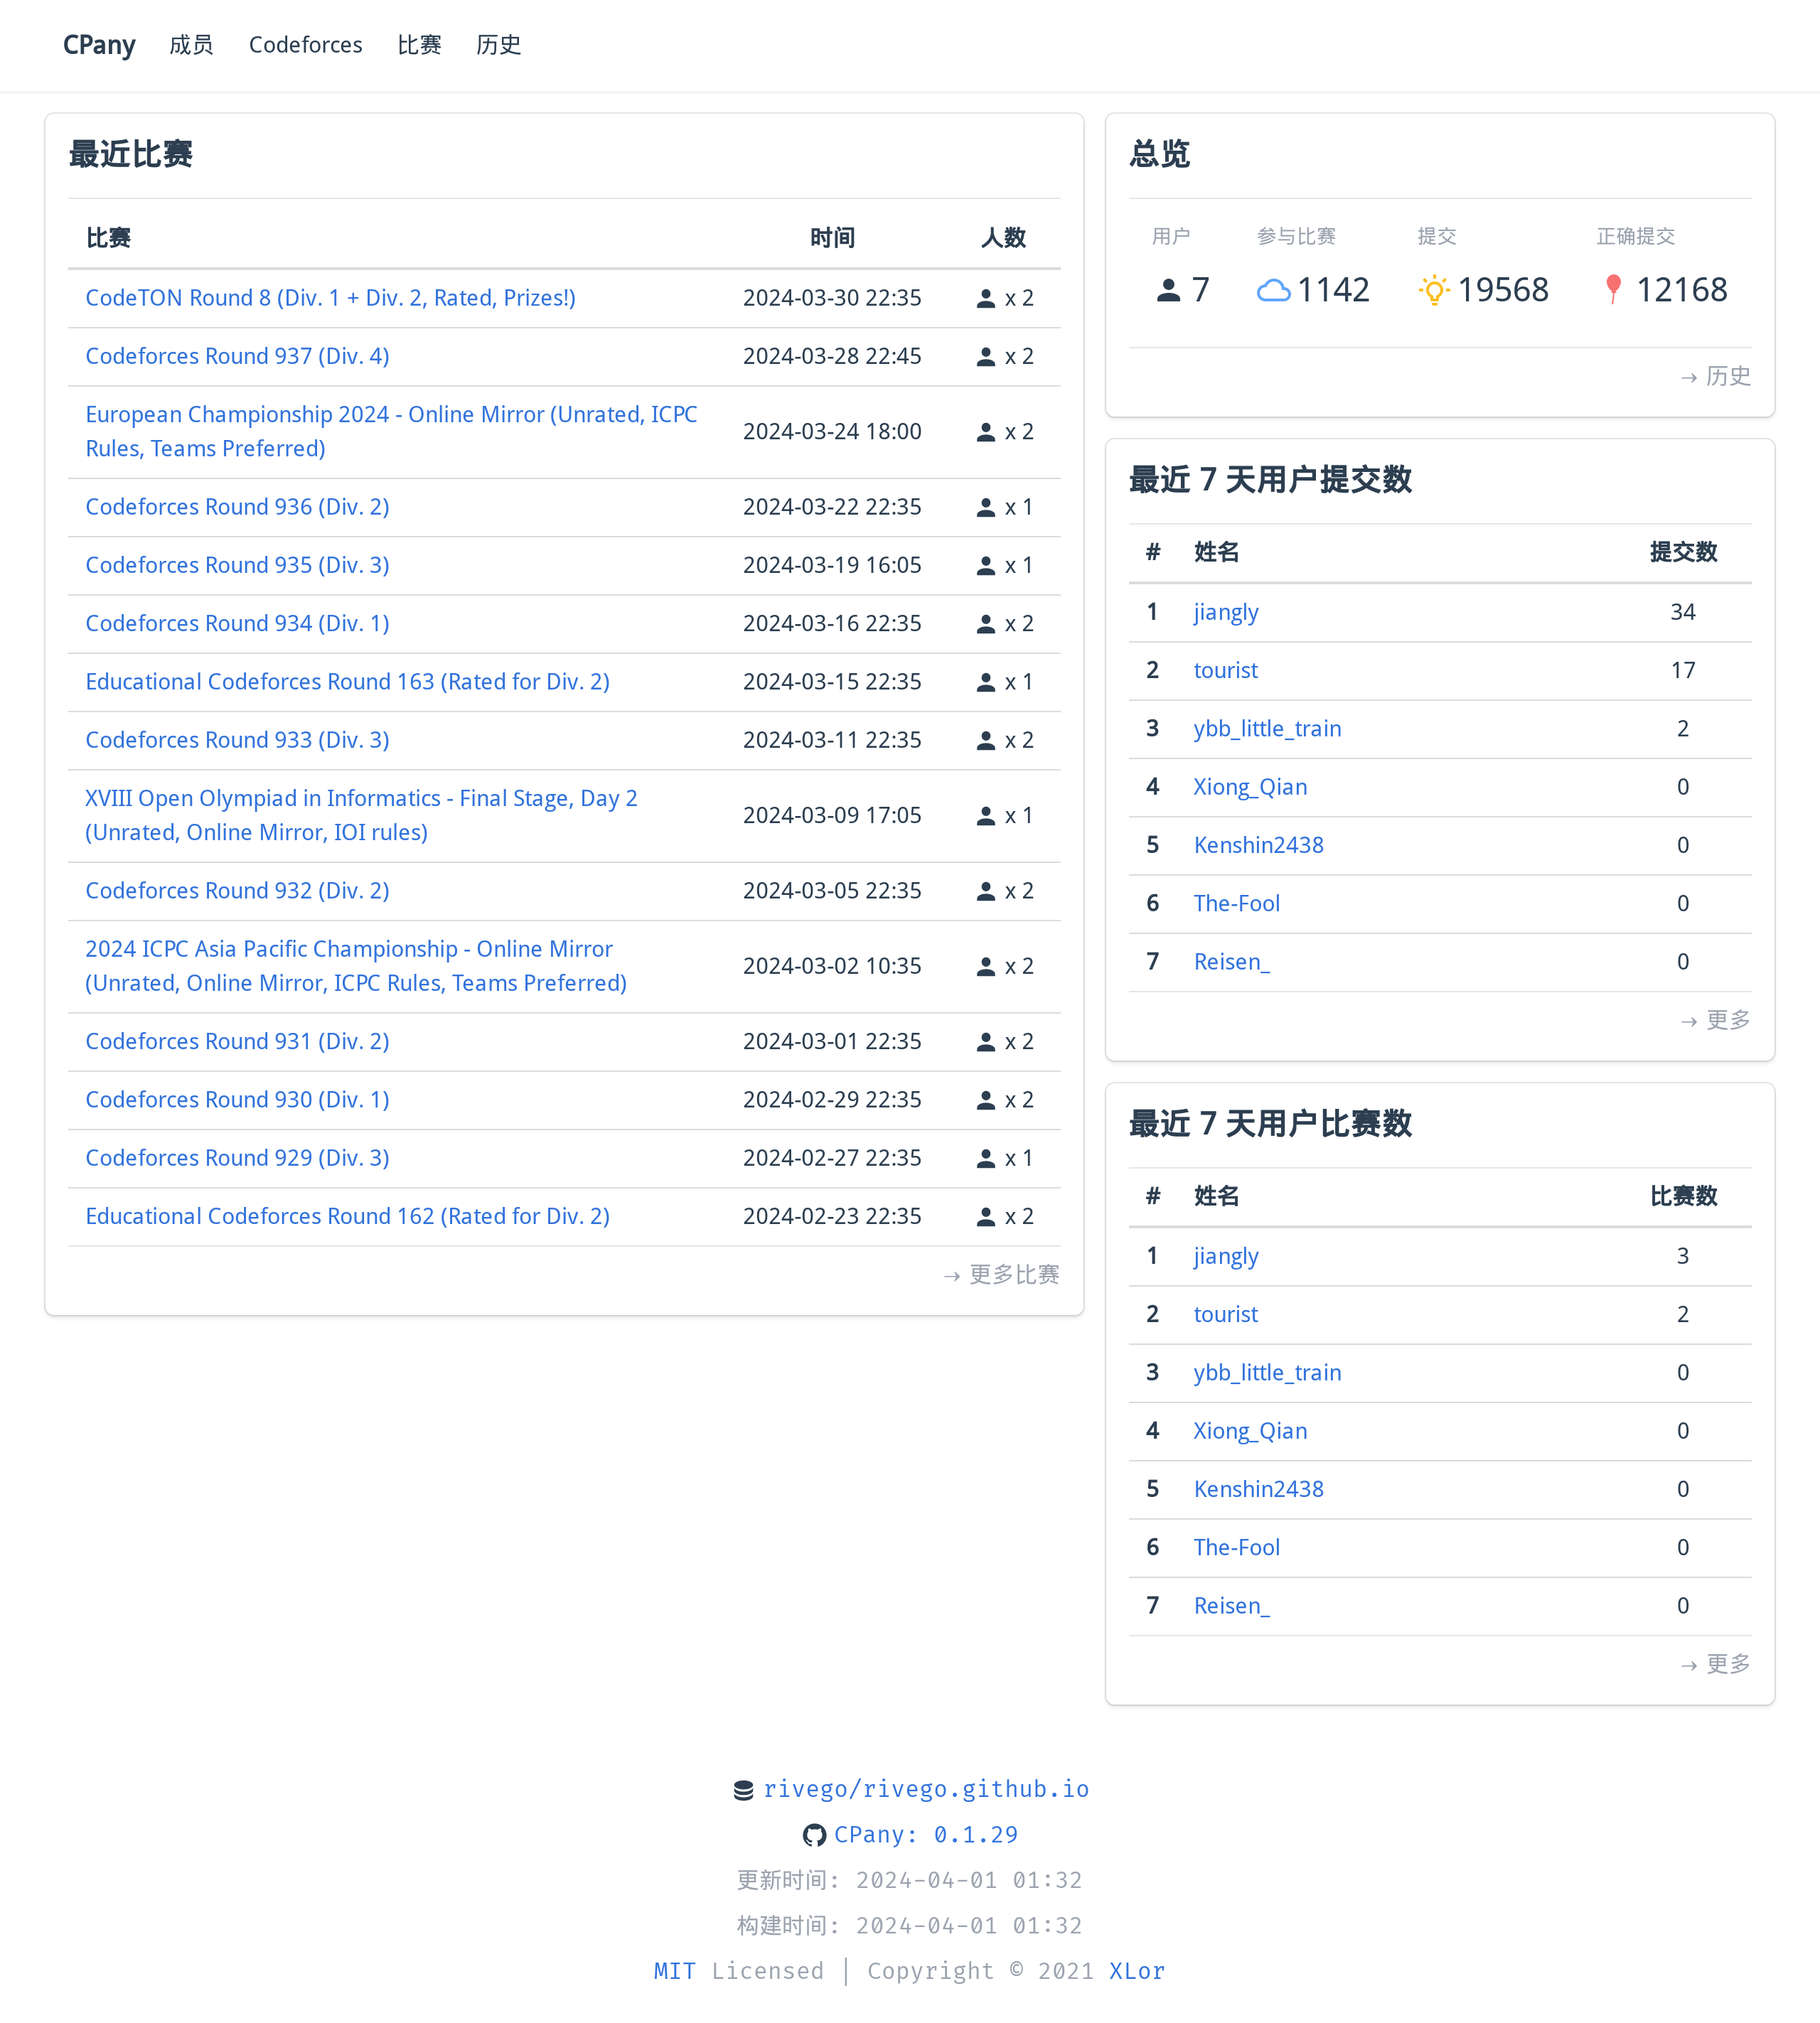 CPany 成员 Codeforces 比赛 历史
最近比赛
比赛 时间 人数
CodeTON Round 8 (Div. 1 + Div. 2, Rated, Prizes!) 2024-03-30 22:35 x 2
Codeforces Round 937 (Div. 4) 2024-03-28 22:45 x 2
European Championship 2024 - Online Mirror (Unrated, ICPC
Rules, Teams Preferred) 2024-03-24 18:00 x 2
Codeforces Round 936 (Div. 2) 2024-03-22 22:35 x 1
Codeforces Round 935 (Div. 3) 2024-03-19 16:05 x 1
Codeforces Round 934 (Div. 1) 2024-03-16 22:35 x 2
Educational Codeforces Round 163 (Rated for Div. 2) 2024-03-15 22:35 x 1
Codeforces Round 933 (Div. 3) 2024-03-11 22:35 x 2
XVIII Open Olympiad in Informatics - Final Stage, Day 2
(Unrated, Online Mirror, IOI rules) 2024-03-09 17:05 x 1
Codeforces Round 932 (Div. 2) 2024-03-05 22:35 x 2
2024 ICPC Asia Pacific Championship - Online Mirror
(Unrated, Online Mirror, ICPC Rules, Teams Preferred) 2024-03-02 10:35 x 2
Codeforces Round 931 (Div. 2) 2024-03-01 22:35 x 2
Codeforces Round 930 (Div. 1) 2024-02-29 22:35 x 2
Codeforces Round 929 (Div. 3) 2024-02-27 22:35 x 1
Educational Codeforces Round 162 (Rated for Div. 2) 2024-02-23 22:35 x 2
→ 更多比赛
总览
用户 参与比赛 提交 正确提交
7 1142 19568 12168
→ 历史
最近 7 天用户提交数
# 姓名 提交数
1 jiangly 34
2 tourist 17
3 ybb_little_train 2
4 Xiong_Qian 0
5 Kenshin2438 0
6 The-Fool 0
7 Reisen_ 0
→ 更多
最近 7 天用户比赛数
# 姓名 比赛数
1 jiangly 3
2 tourist 2
3 ybb_little_train 0
4 Xiong_Qian 0
5 Kenshin2438 0
6 The-Fool 0
7 Reisen_ 0
→ 更多
rivego/rivego.github.io
CPany: 0.1.29
更新时间: 2024-04-01 01:32
构建时间: 2024-04-01 01:32
MIT Licensed | Copyright © 2021 XLor